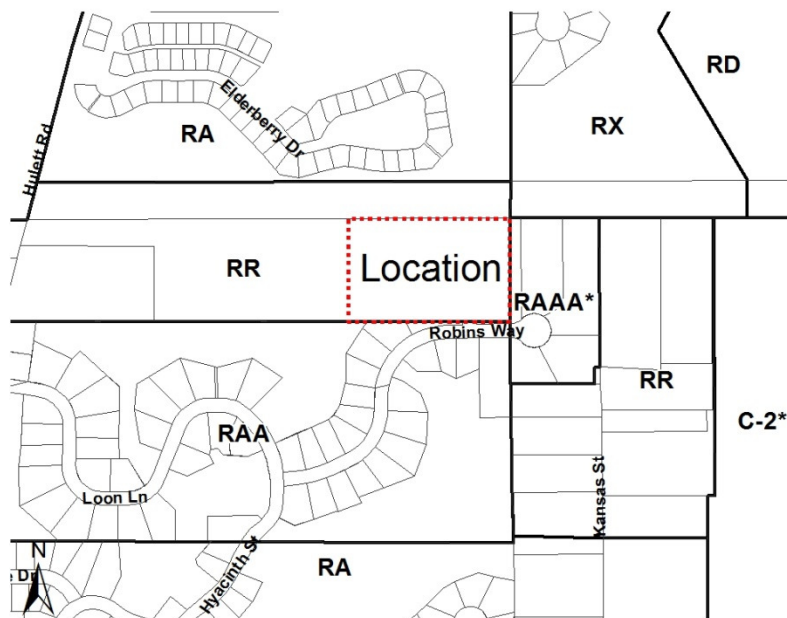 RD
Elderberry Dr
RX
RA
Hulett Rd
Location
RR
RAAA*
Robins Way
RR
C-2*
RAA
Kansas St
Loon Ln
N
Hyacinth St
RA
e Dr